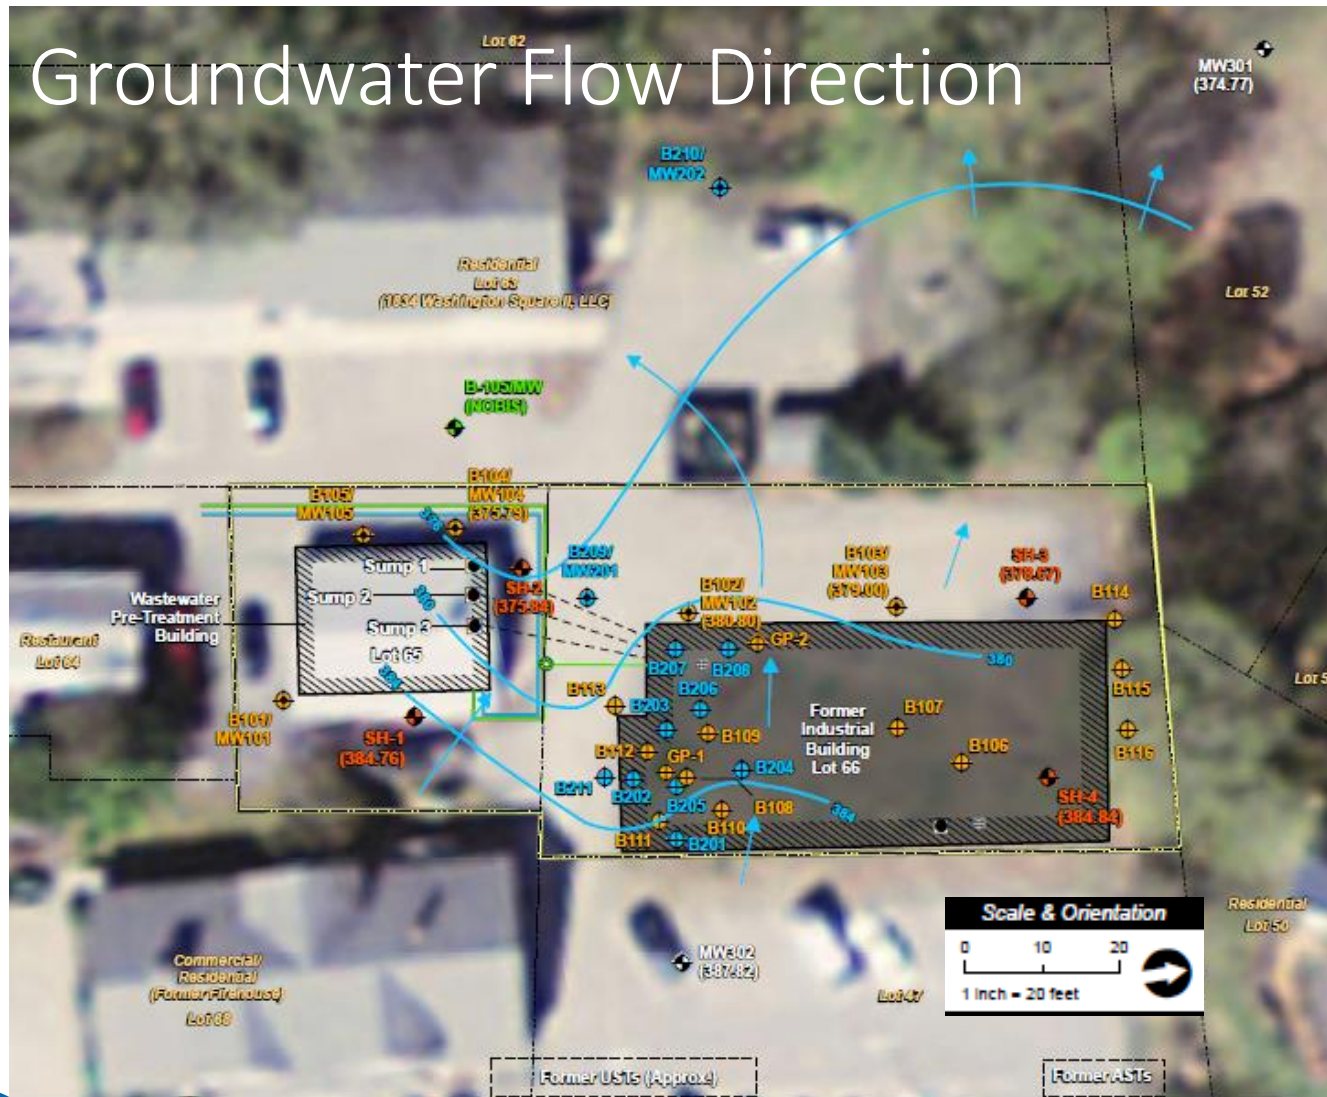 Groundwater Flow Direction
Lot 62
MW301
(374.77)
B210/
MW202
Residential
Lot 63
(1834 Washington Square II, LLC)
Lot 52
B-105/MW
(NOBIS)
B104/
MW104
(375.79)
B105/
MW105
376
Sump 1
Sump 2
Sump 3
Lot 65
380
384
Wastewater
Pre-Treatment
Building
Restaurant
Lot 64
SH-2
(375.84)
B209/
MW201
B102/
MW102
(380.80)
B103/
MW103
(379.00)
SH-3
B114
GP-2
B207
B208
380
B113
B203
B206
B115
B101/
MW101
SH-1
(384.76)
B112
GP-1
B109
Former
Industrial
Building
Lot 66
B107
B116
B106
B211
B202
B205
B204
B108
384
SH-4
(384.84)
B111
B110
B201
MW302
(387.82)
Commercial/
Residential
(Former Firehouse)
Lot 47
Residential
Lot 50
Scale & Orientation
0 10 20
1 inch = 20 feet
Former USTs (Approx.)
Former ASTs